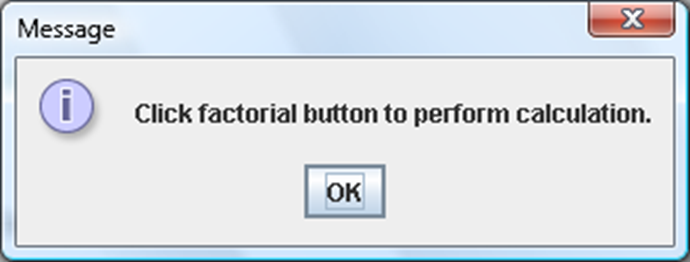 Message
Click factorial button to perform calculation.
OK